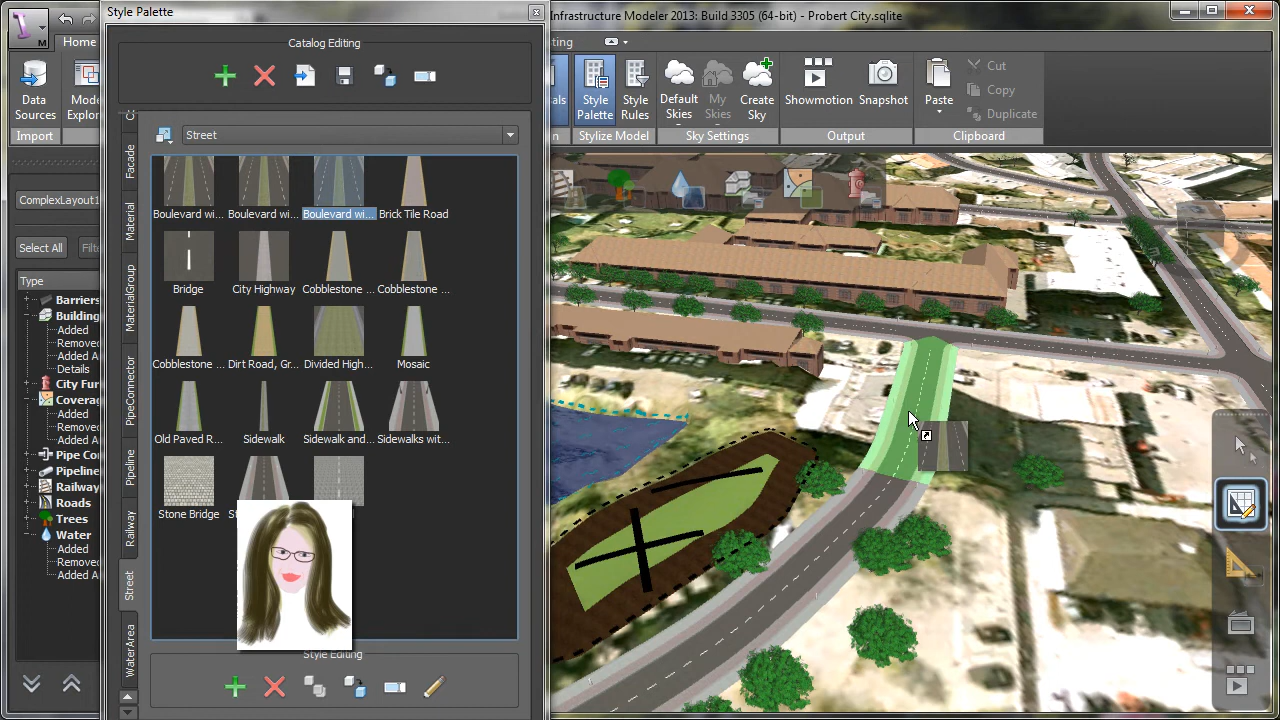 Style Palette
Infrastructure Modeler 2013: Build 3305 (64-bit) - Probert City.sqlite
M
Home
Catalog Editing
Data Sources
Import
Style Palette
Style Rules
Stylize Model
Default Skies
My Skies
Create Sky
Sky Settings
Showmotion
Snapshot
Output
Paste
Cut
Copy
Duplicate
Clipboard
ComplexLayout1
Select All
Type
Barriers
Building
Added
Removed
Added A
Details
City Fur
Coverag
Added
Removed
Added A
Pipe Con
Pipeline
Railway
Roads
Trees
Water
Added
Removed
Added A
Facade
Material
MaterialGroup
PipeConnector
Pipeline
Railway
Street
WaterArea
Street
Boulevard wi... Boulevard wi... Boulevard wi... Brick Tile Road
Bridge City Highway Cobblestone ... Cobblestone ...
Cobblestone ... Dirt Road, Gr... Divided High... Mosaic
Old Paved R... Sidewalk Sidewalk and... Sidewalks wit...
Stone Bridge
Style Editing